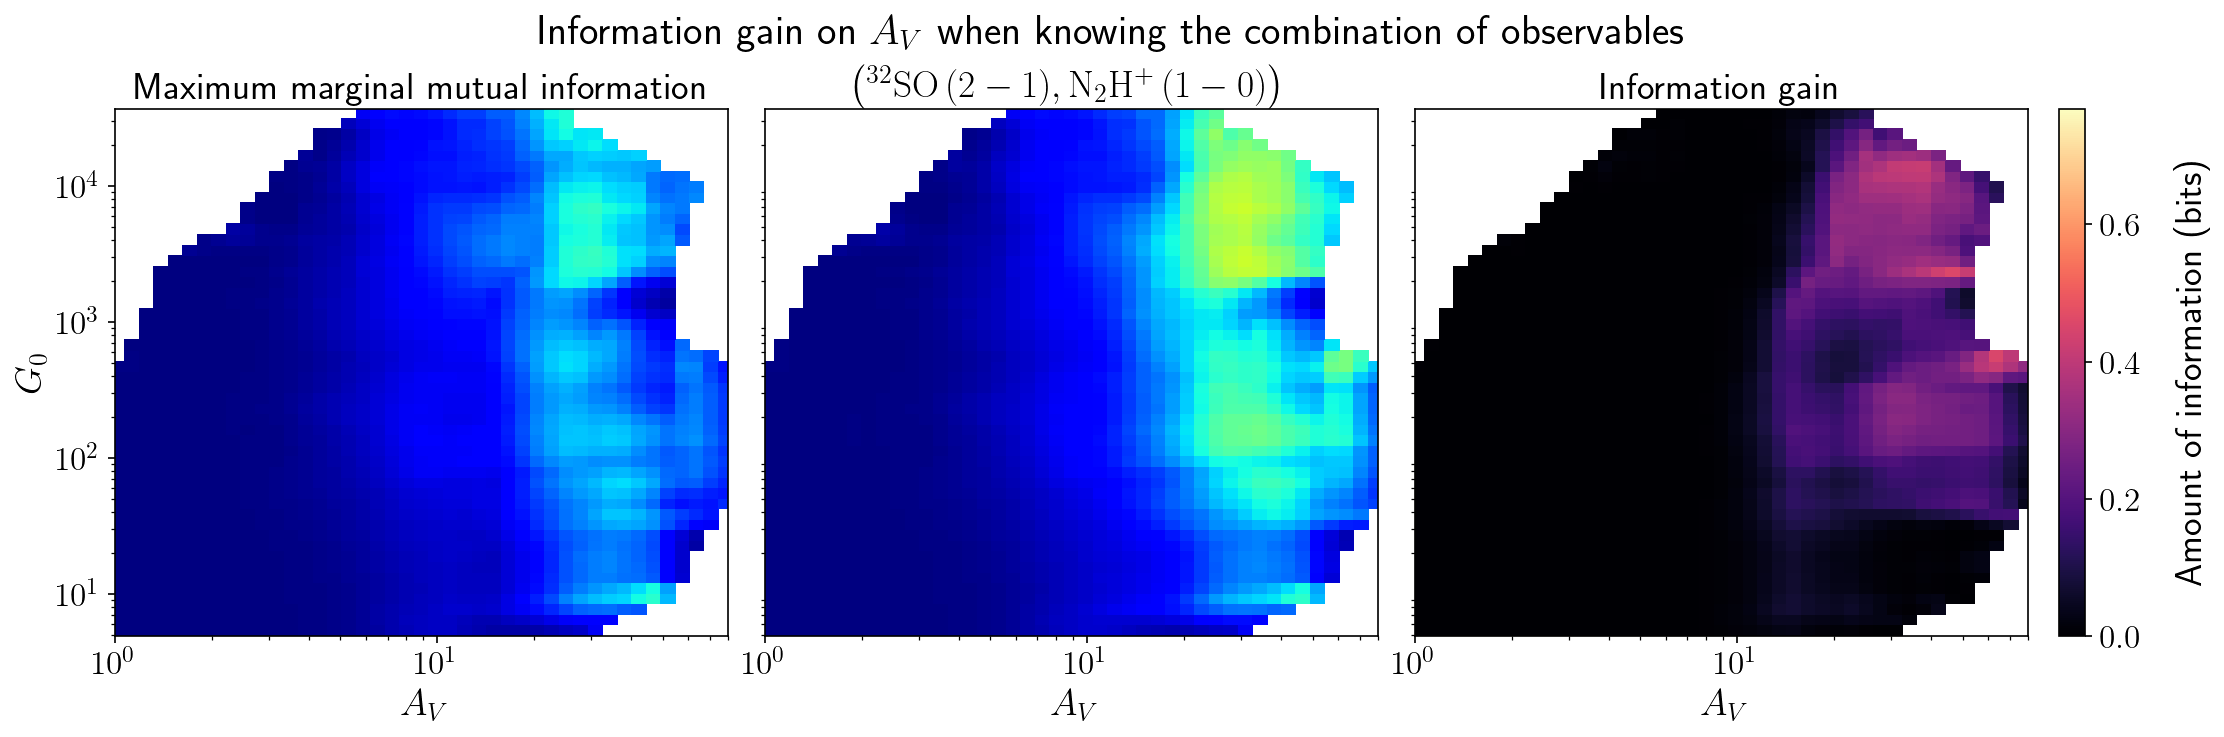 Information gain on A_V when knowing the combination of observables
Maximum marginal mutual information
(³²SO (2 − 1), N₂H⁺ (1 − 0))
Information gain
G₀
10⁴
10³
10²
10¹
10⁰
10¹
A_V
10⁰
10¹
A_V
10⁰
10¹
A_V
0.6
0.4
0.2
0.0
Amount of information (bits)